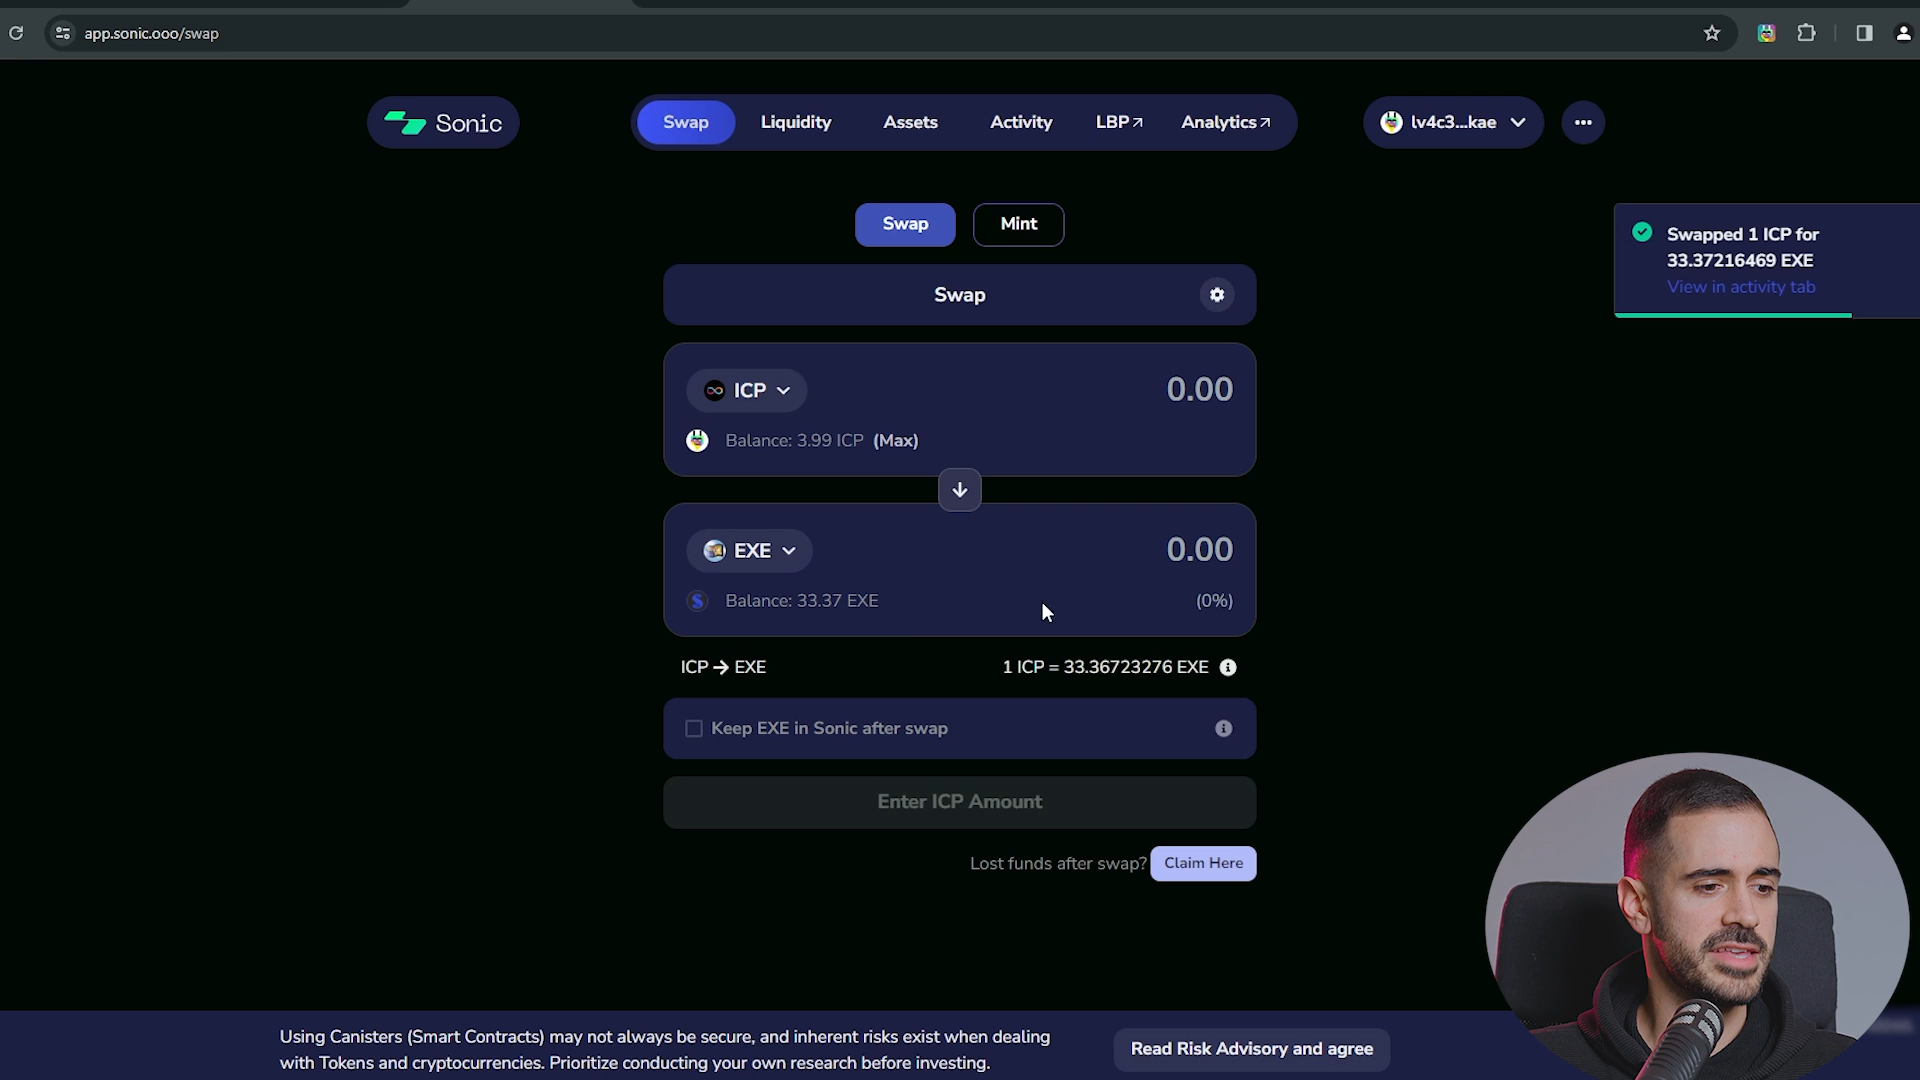 app.sonic.ooo/swap
Sonic
Swap
Liquidity
Assets
Activity
LBP↗
Analytics↗
lv4c3...kae
Swap
Mint
Swapped 1 ICP for
33.37216469 EXE
View in activity tab
Swap
ICP
0.00
Balance: 3.99 ICP (Max)
EXE
0.00
Balance: 33.37 EXE
(0%)
ICP → EXE
1 ICP = 33.36723276 EXE
Keep EXE in Sonic after swap
Enter ICP Amount
Lost funds after swap? Claim Here
Using Canisters (Smart Contracts) may not always be secure, and inherent risks exist when dealing
with Tokens and cryptocurrencies. Prioritize conducting your own research before investing.
Read Risk Advisory and agree